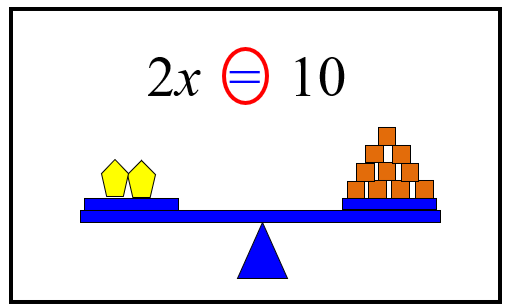 2x = 10